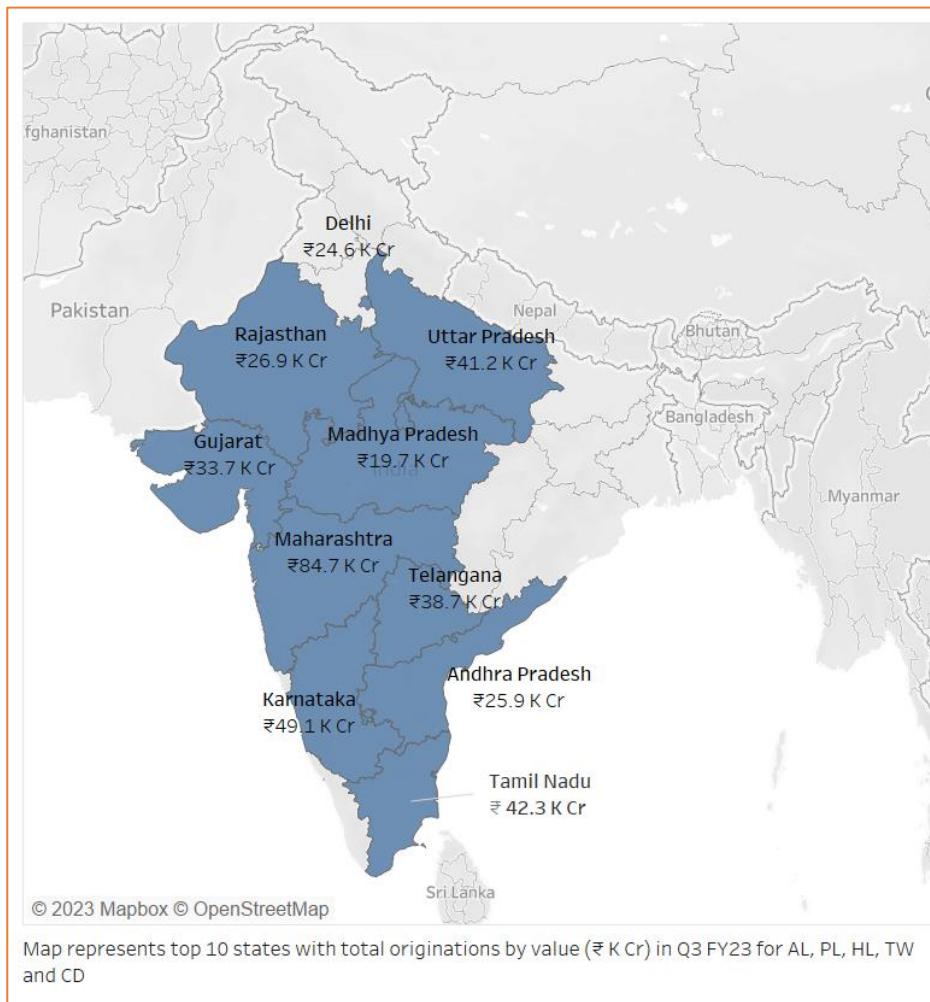 fghanistan
Delhi
₹24.6 K Cr
Pakistan
Rajasthan
₹26.9 K Cr
Uttar Pradesh
₹41.2 K Cr
Nepal
Bhutan
Bangladesh
Gujarat
₹33.7 K Cr
Madhya Pradesh
₹19.7 K Cr
India
Myanmar
Maharashtra
₹84.7 K Cr
Telangana
₹38.7 K Cr
Andhra Pradesh
₹25.9 K Cr
Karnataka
₹49.1 K Cr
Tamil Nadu
₹ 42.3 K Cr
Sri Lanka
© 2023 Mapbox © OpenStreetMap
Map represents top 10 states with total originations by value (₹ K Cr) in Q3 FY23 for AL, PL, HL, TW
and CD